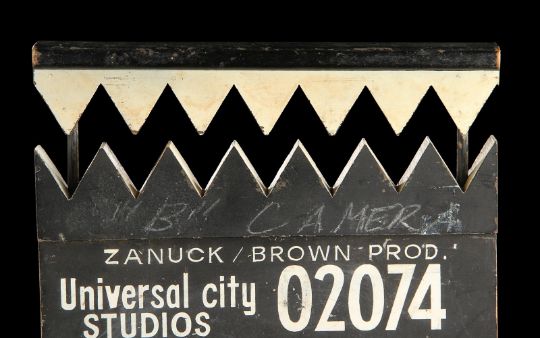 "B" CAMERA
ZANUCK / BROWN PROD.
Universal city 02074
STUDIOS